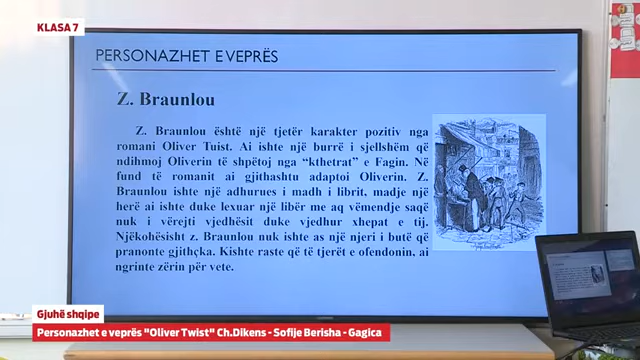 KLASA 7
PERSONAZHET E VEPRËS
Z. Braunlou
Z. Braunlou është një tjetër karakter pozitiv nga
romani Oliver Tuist. Ai ishte një burrë i sjellshëm që
ndihmoj Oliverin të shpëtoj nga “kthetrat” e Fagin. Në
fund të romanit ai gjithashtu adaptoi Oliverin. Z.
Braunlou ishte një adhurues i madh i librit, madje një
herë ai ishte duke lexuar një libër me aq vëmendje saqë
nuk i vërejti vjedhësit duke vjedhur xhepat e tij.
Njëkohësisht z. Braunlou nuk ishte as një njeri i butë që
pranonte gjithçka. Kishte raste që të tjerët e ofendonin, ai
ngrinte zërin për vete.
Gjuhë shqipe
Personazhet e veprës "Oliver Twist" Ch.Dikens - Sofije Berisha - Gagica